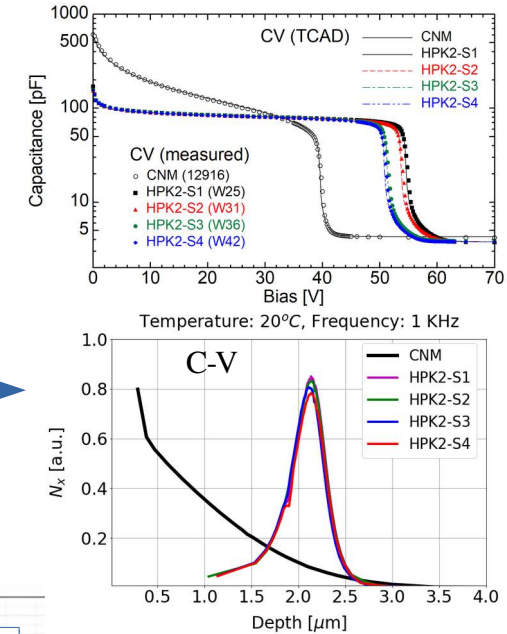 CV (TCAD)
CNM
HPK2-S1
HPK2-S2
HPK2-S3
HPK2-S4
Capacitance [pF]
1000
500
100
50
10
5
CV (measured)
CNM (12916)
HPK2-S1 (W25)
HPK2-S2 (W31)
HPK2-S3 (W36)
HPK2-S4 (W42)
0 10 20 30 40 50 60 70
Bias [V]
Temperature: 20°C, Frequency: 1 KHz
C-V
CNM
HPK2-S1
HPK2-S2
HPK2-S3
HPK2-S4
Nx [a.u.]
1.0
0.8
0.6
0.4
0.2
0.5 1.0 1.5 2.0 2.5 3.0 3.5 4.0
Depth [μm]